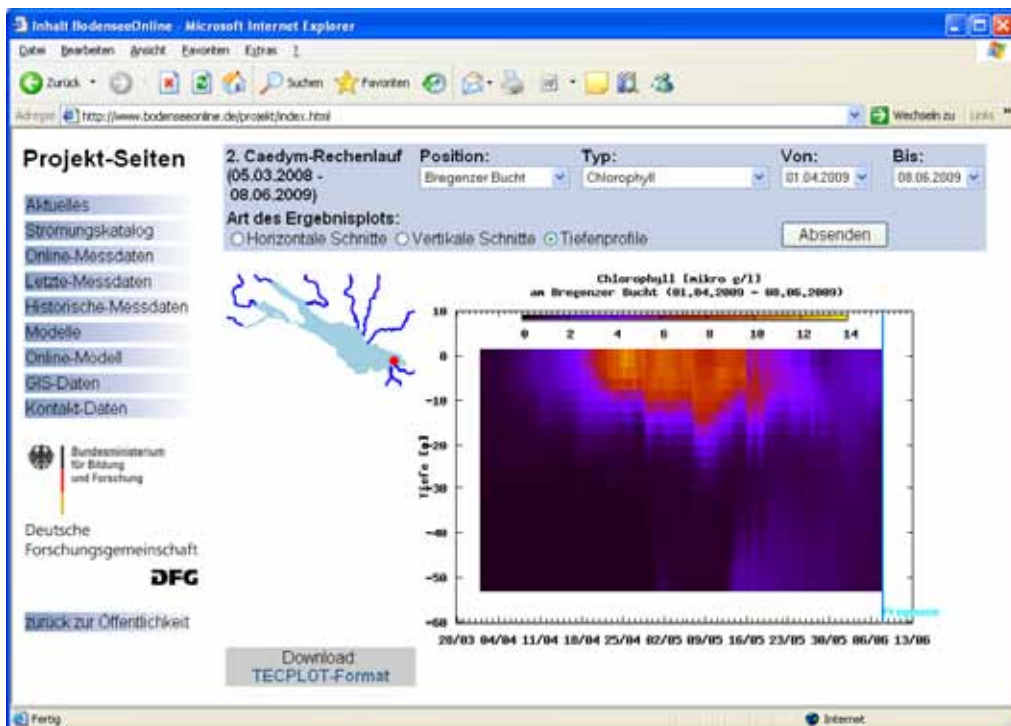 Inhalt BodenseeOnline - Microsoft Internet Explorer
Datei Bearbeiten Ansicht Favoriten Extras ?
Zurück Suchen Favoriten
Adresse http://www.bodenseeonline.de/projekt/index.html Wechseln zu Links »
Projekt-Seiten
Aktuelles
Strömungskatalog
Online-Messdaten
Letzte-Messdaten
Historische-Messdaten
Modelle
Online-Modell
GIS-Daten
Kontakt-Daten
Bundesministerium
für Bildung
und Forschung
Deutsche
Forschungsgemeinschaft
DFG
zurück zur Öffentlichkeit
2. Caedym-Rechenlauf
(05.03.2008 -
08.06.2009)
Position:
Bregenzer Bucht
Typ:
Chlorophyll
Von:
01.04.2009
Bis:
08.06.2009
Art des Ergebnisplots:
Horizontale Schnitte Vertikale Schnitte Tiefenprofile
Absenden
Chlorophyll [mikro g/l]
am Bregenzer Bucht (01.04.2009 - 08.06.2009)
0 2 4 6 8 10 12 14
10
0
-10
-20
-30
-40
-50
-60
Tiefe [m]
Prognose
28/03 04/04 11/04 18/04 25/04 02/05 09/05 16/05 23/05 30/05 06/06 13/06
Download
TECPLOT-Format
Fertig
Internet